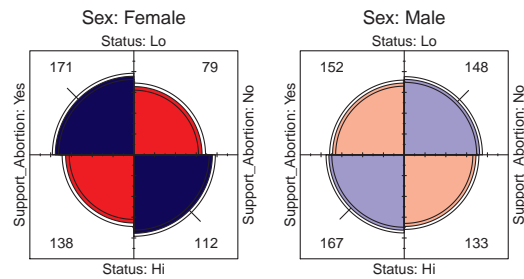 Sex: Female
Status: Lo
171
79
Support_Abortion: Yes
Support_Abortion: No
138
112
Status: Hi
Sex: Male
Status: Lo
152
148
Support_Abortion: Yes
Support_Abortion: No
167
133
Status: Hi